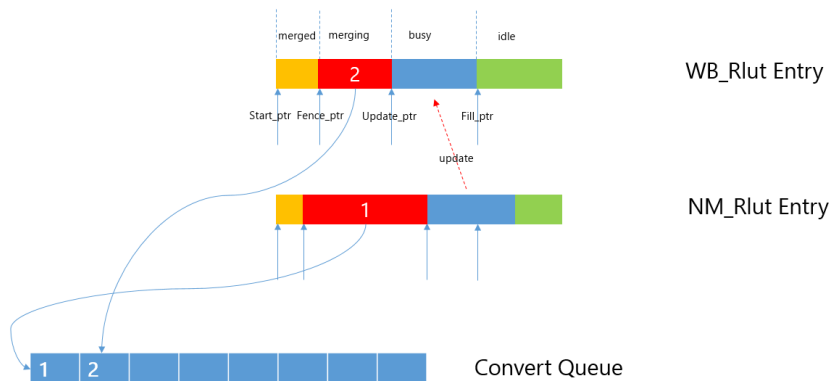 merged merging busy idle
2 WB_Rlut Entry
Start_ptr Fence_ptr Update_ptr Fill_ptr
update
1 NM_Rlut Entry
1 2 Convert Queue